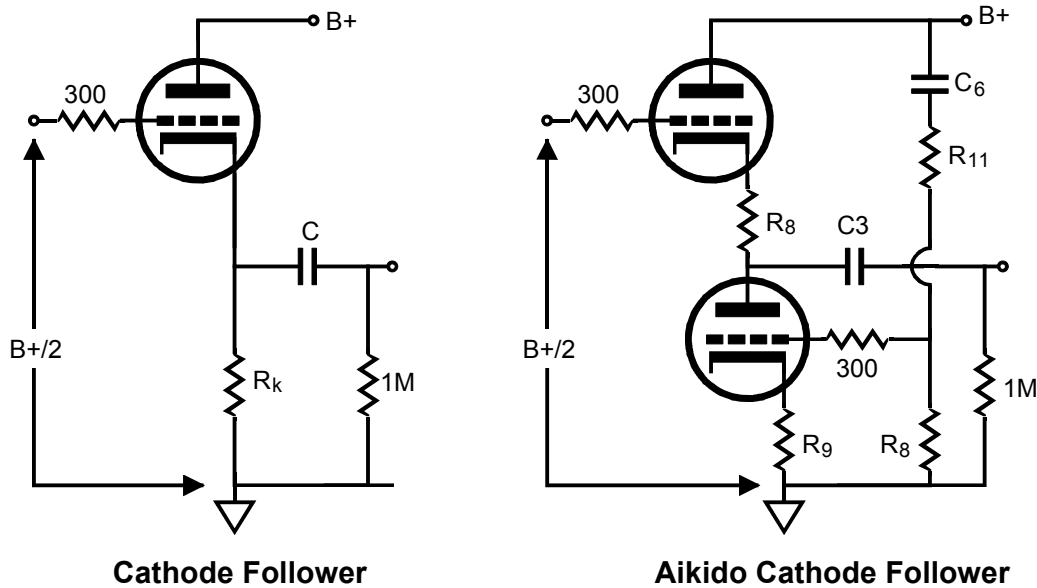 B+
300
C
B+/2
Rk
1M
Cathode Follower
B+
C6
300
R11
R8
C3
B+/2
300
1M
R9
R8
Aikido Cathode Follower